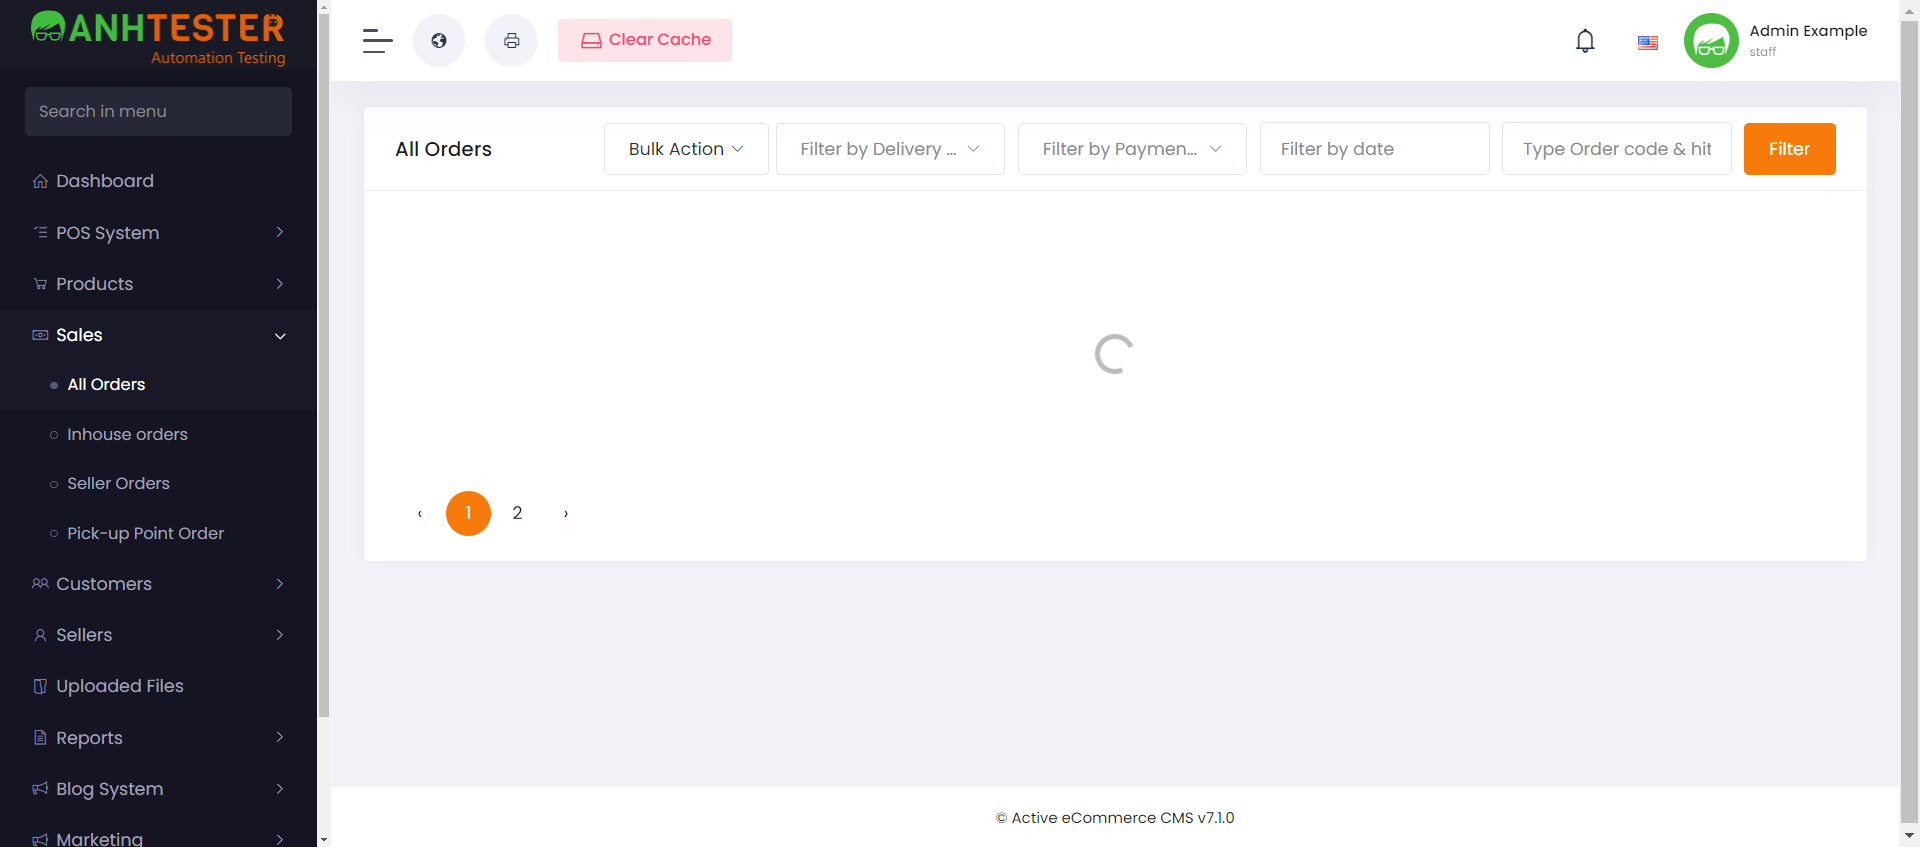 ANHTESTER
Automation Testing
Search in menu
Dashboard
POS System
Products
Sales
All Orders
Inhouse orders
Seller Orders
Pick-up Point Order
Customers
Sellers
Uploaded Files
Reports
Blog System
Marketing
Clear Cache
Admin Example
staff
All Orders
Bulk Action
Filter by Delivery ...
Filter by Paymen...
Filter by date
Type Order code & hit
Filter
‹ 1 2 ›
© Active eCommerce CMS v7.1.0